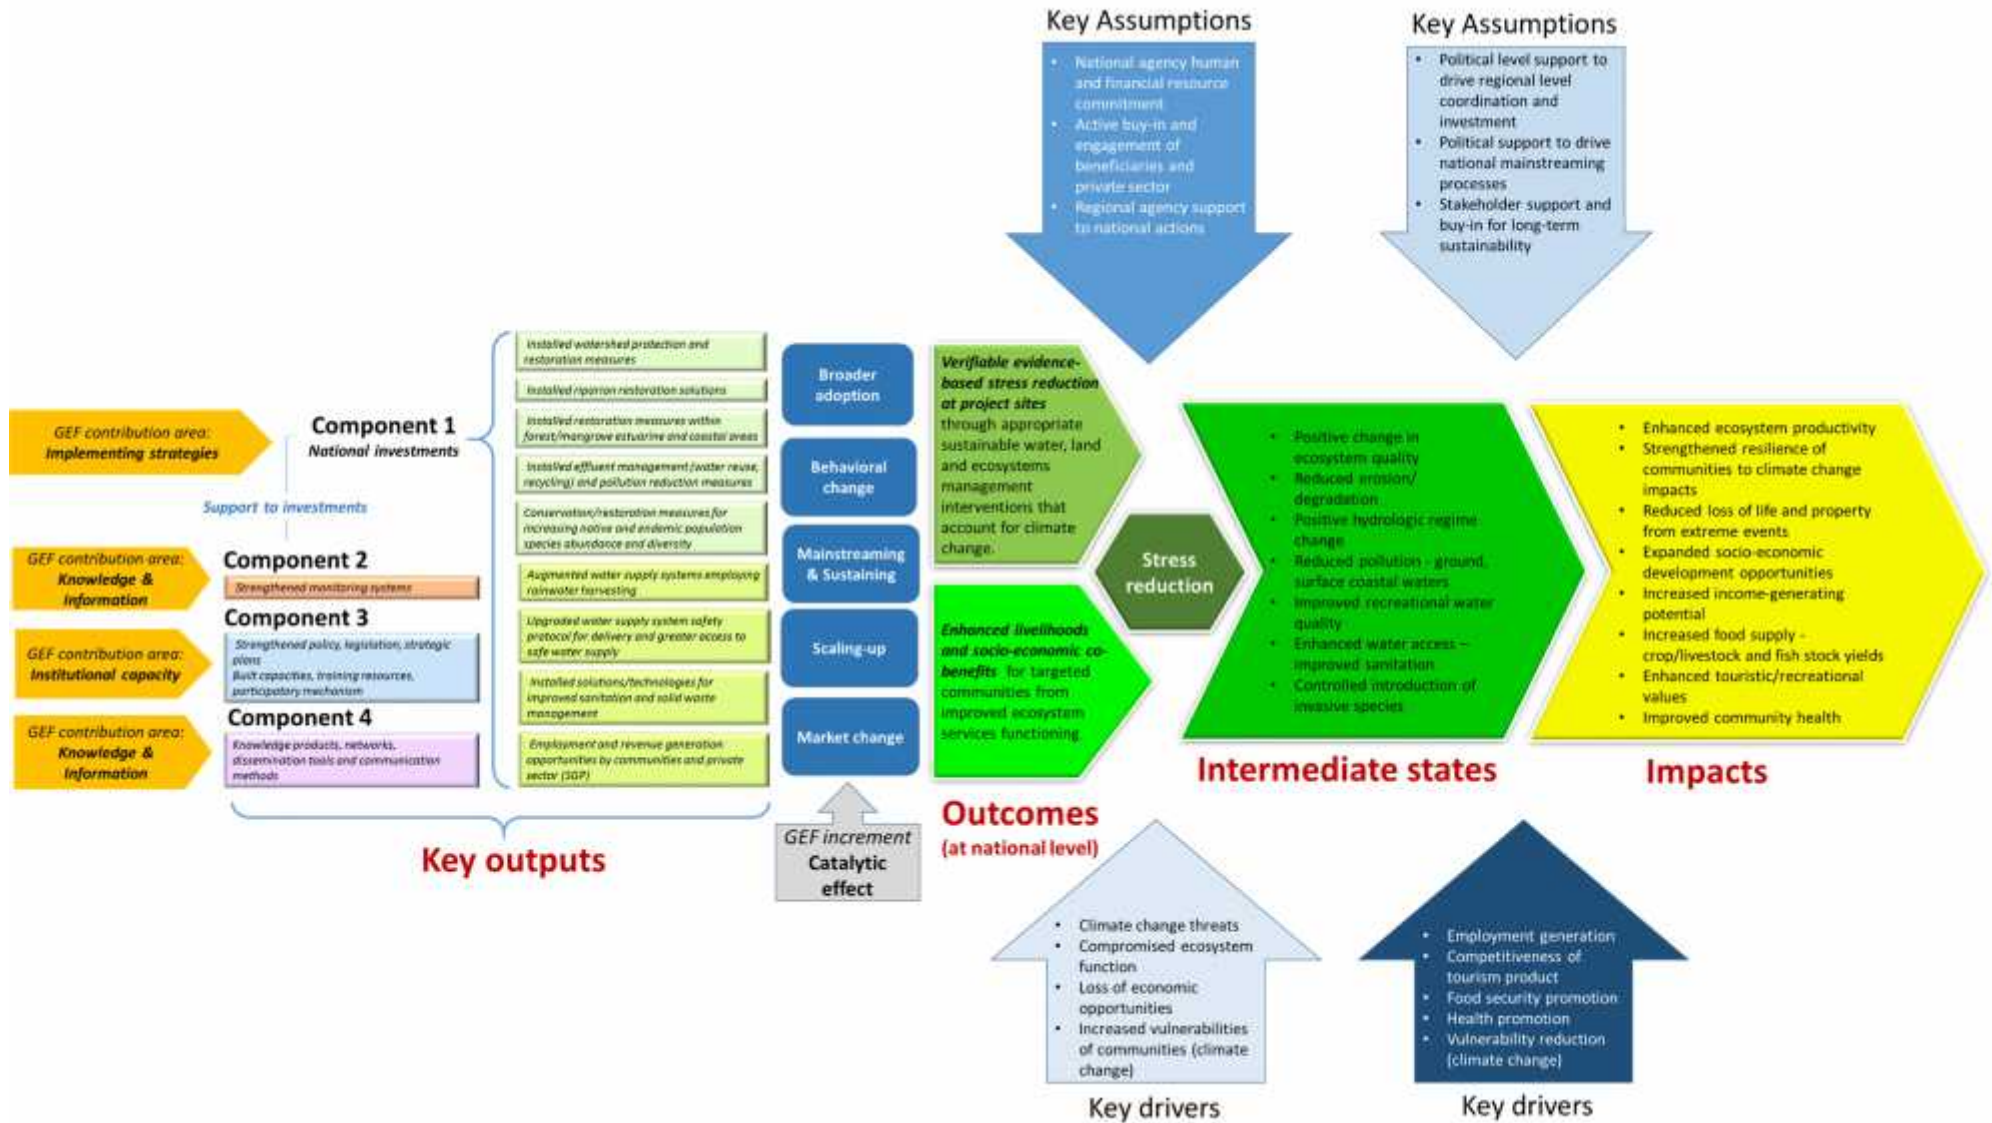 Key Assumptions
National agency human
and financial resource
commitment
Active buy-in and
engagement of
beneficiaries and
private sector
Regional agency support
to national actions
Key Assumptions
Political level support to
drive regional level
coordination and
investment
Political support to drive
national mainstreaming
processes
Stakeholder support and
buy-in for long-term
sustainability
GEF contribution area:
Implementing strategies
Component 1
National investments
Support to investments
GEF contribution area:
Knowledge &
Information
Component 2
Strengthened monitoring systems
GEF contribution area:
Institutional capacity
Component 3
Strengthened policy, legislation, strategic
plans
Built capacities, training resources,
participatory mechanism
GEF contribution area:
Knowledge &
Information
Component 4
Knowledge products, networks,
dissemination tools and communication
methods
Installed watershed protection and
restoration measures
Installed riparian restoration solutions
Installed restoration measures within
forest/mangrove estuarine and coastal areas
Installed effluent management (water reuse,
recycling) and pollution reduction measures
Conservation/restoration measures for
increasing native and endemic population
species abundance and diversity
Augmented water supply systems employing
rainwater harvesting
Upgraded water supply system safety
protocol for delivery and greater access to
safe water supply
Installed solutions/technologies for
improved sanitation and solid waste
management
Employment and revenue generation
opportunities by communities and private
sector (SGP)
Key outputs
Broader
adoption
Behavioral
change
Mainstreaming
& Sustaining
Scaling-up
Market change
GEF increment
Catalytic
effect
Verifiable evidence-
based stress reduction
at project sites
through appropriate
sustainable water, land
and ecosystems
management
interventions that
account for climate
change.
Enhanced livelihoods
and socio-economic co-
benefits for targeted
communities from
improved ecosystem
services functioning
Outcomes
(at national level)
Stress
reduction
Positive change in
ecosystem quality
Reduced erosion/
degradation
Positive hydrologic regime
change
Reduced pollution - ground,
surface coastal waters
Improved recreational water
quality
Enhanced water access –
improved sanitation
Controlled introduction of
invasive species
Intermediate states
Enhanced ecosystem productivity
Strengthened resilience of
communities to climate change
impacts
Reduced loss of life and property
from extreme events
Expanded socio-economic
development opportunities
Increased income-generating
potential
Increased food supply -
crop/livestock and fish stock yields
Enhanced touristic/recreational
values
Improved community health
Impacts
Climate change threats
Compromised ecosystem
function
Loss of economic
opportunities
Increased vulnerabilities
of communities (climate
change)
Key drivers
Employment generation
Competitiveness of
tourism product
Food security promotion
Health promotion
Vulnerability reduction
(climate change)
Key drivers